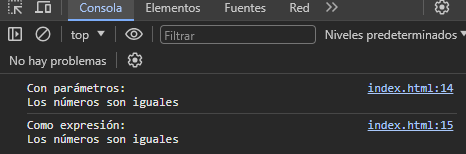 Consola Elementos Fuentes Red »
top ▾ Filtrar Niveles predeterminados ▾
No hay problemas
Con parámetros: index.html:14
Los números son iguales
Como expresión: index.html:15
Los números son iguales